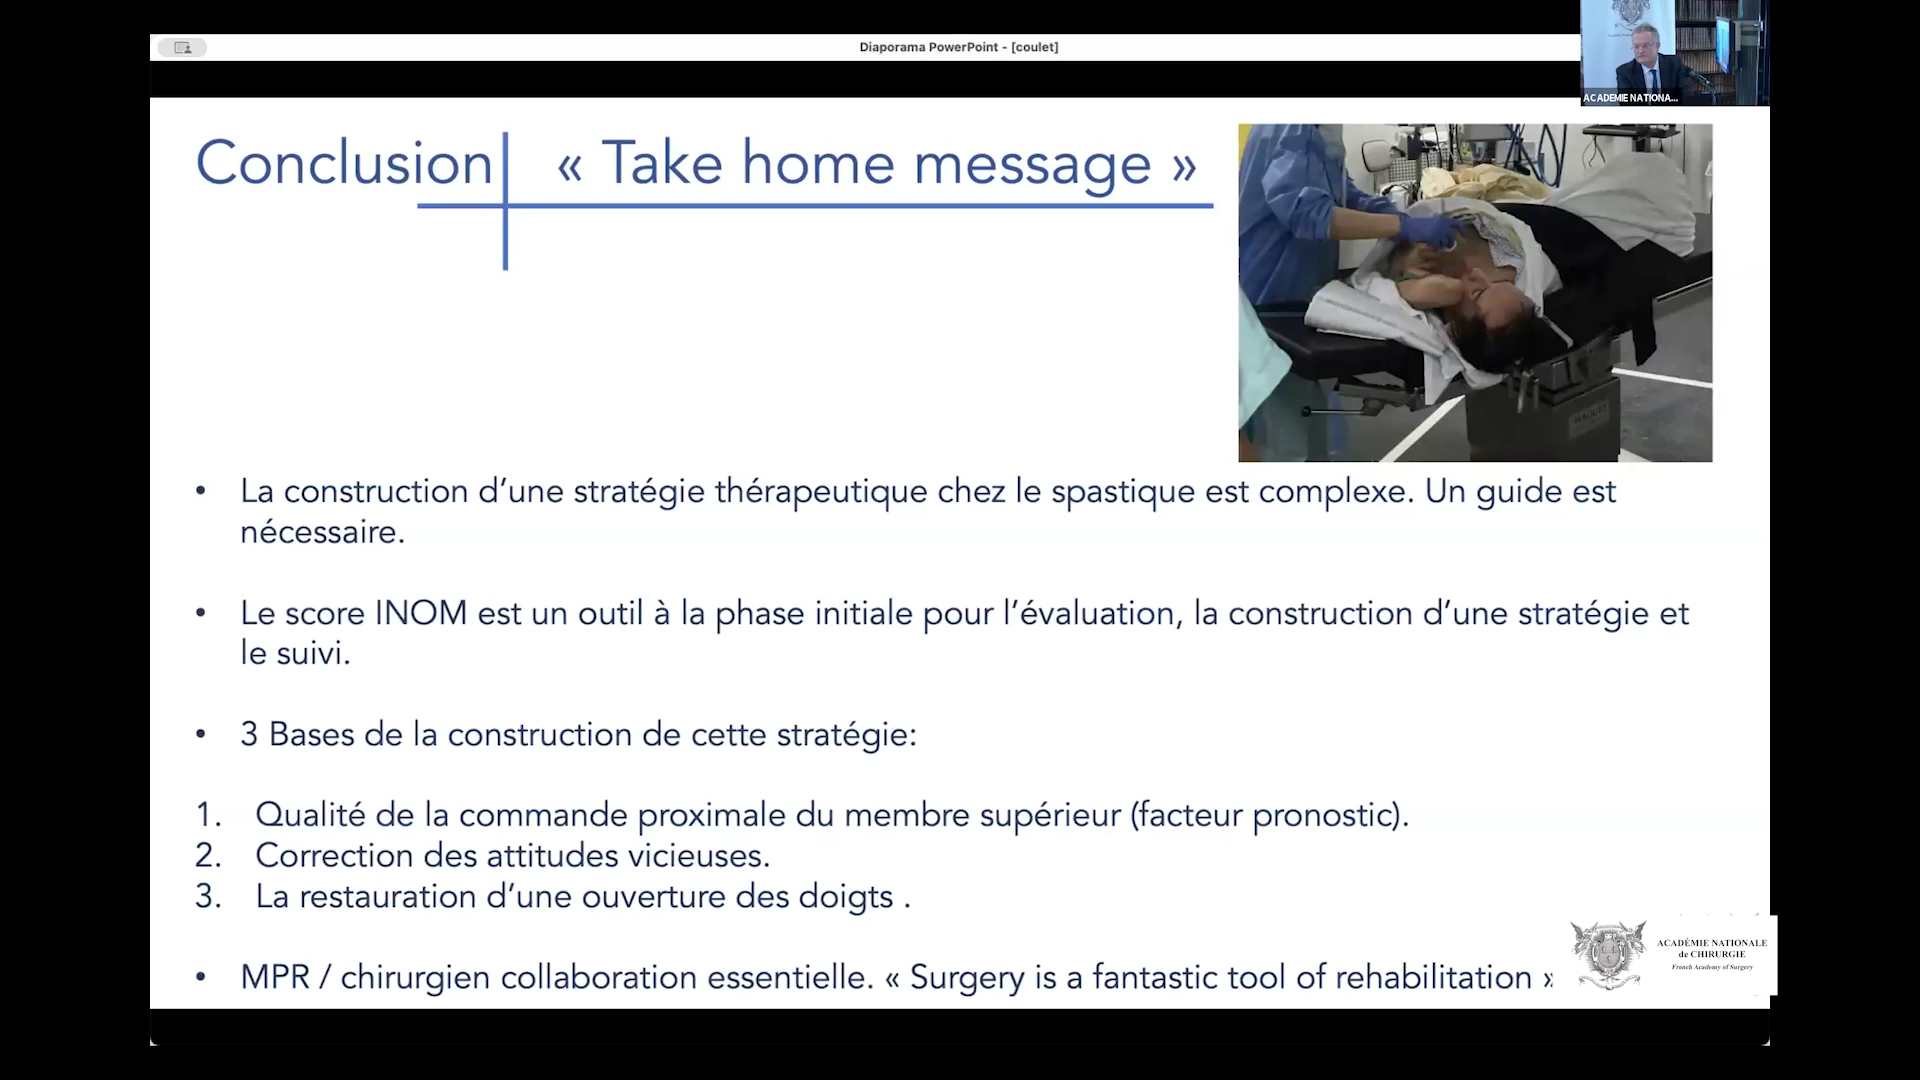 Diaporama PowerPoint - [coulet]
ACADEMIE NATIONA...
Conclusion « Take home message »
MAQUET
• La construction d’une stratégie thérapeutique chez le spastique est complexe. Un guide est
nécessaire.
• Le score INOM est un outil à la phase initiale pour l’évaluation, la construction d’une stratégie et
le suivi.
• 3 Bases de la construction de cette stratégie:
1. Qualité de la commande proximale du membre supérieur (facteur pronostic).
2. Correction des attitudes vicieuses.
3. La restauration d’une ouverture des doigts .
• MPR / chirurgien collaboration essentielle. « Surgery is a fantastic tool of rehabilitation »
ACADÉMIE NATIONALE
de CHIRURGIE
French Academy of Surgery